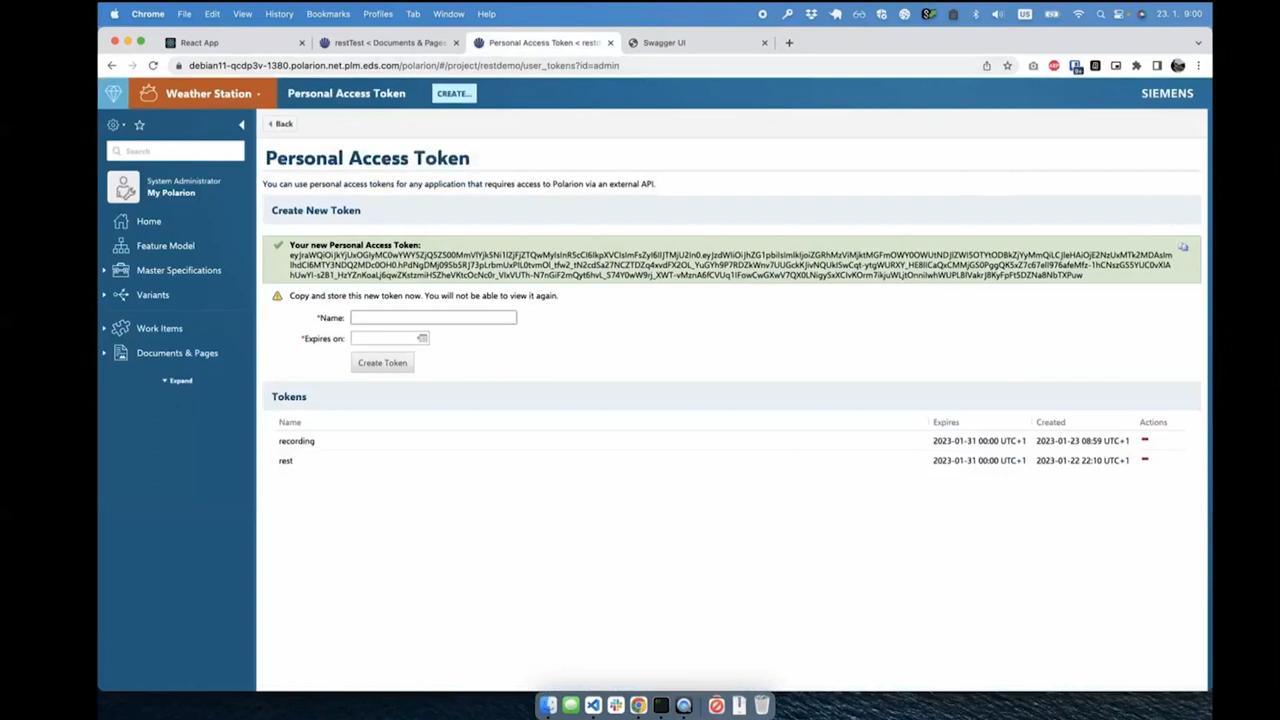 Chrome File Edit View History Bookmarks Profiles Tab Window Help US 23. 1. 9:00
React App restTest < Documents & Pages Personal Access Token < restd Swagger UI
debian11-qcdp3v-1380.polarion.net.plm.eds.com/polarion/#/project/restdemo/user_tokens?id=admin
Weather Station Personal Access Token CREATE... SIEMENS
Back
Search
Personal Access Token
System Administrator
My Polarion
You can use personal access tokens for any application that requires access to Polarion via an external API.
Create New Token
Home
Feature Model
Master Specifications
Variants
Work Items
Documents & Pages
Expand
Your new Personal Access Token:
Copy and store this new token now. You will not be able to view it again.
*Name:
*Expires on:
Create Token
Tokens
Name Expires Created Actions
recording 2023-01-31 00:00 UTC+1 2023-01-23 08:59 UTC+1
rest 2023-01-31 00:00 UTC+1 2023-01-22 22:10 UTC+1